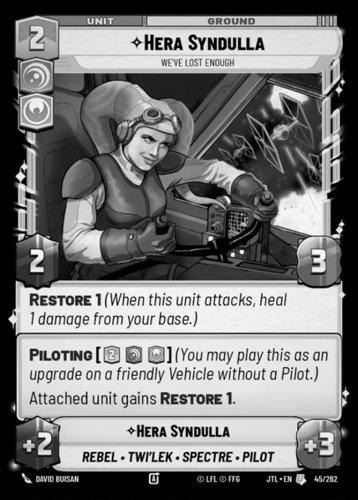 UNIT
GROUND
2
✧HERA SYNDULLA
WE'VE LOST ENOUGH
2
3
RESTORE 1 (When this unit attacks, heal
1 damage from your base.)
PILOTING [2] (You may play this as an
upgrade on a friendly Vehicle without a Pilot.)
Attached unit gains RESTORE 1.
+2
✧HERA SYNDULLA
+3
REBEL • TWI'LEK • SPECTRE • PILOT
DAVID BUISAN
A
© LFL © FFG
JTL • EN
45/262